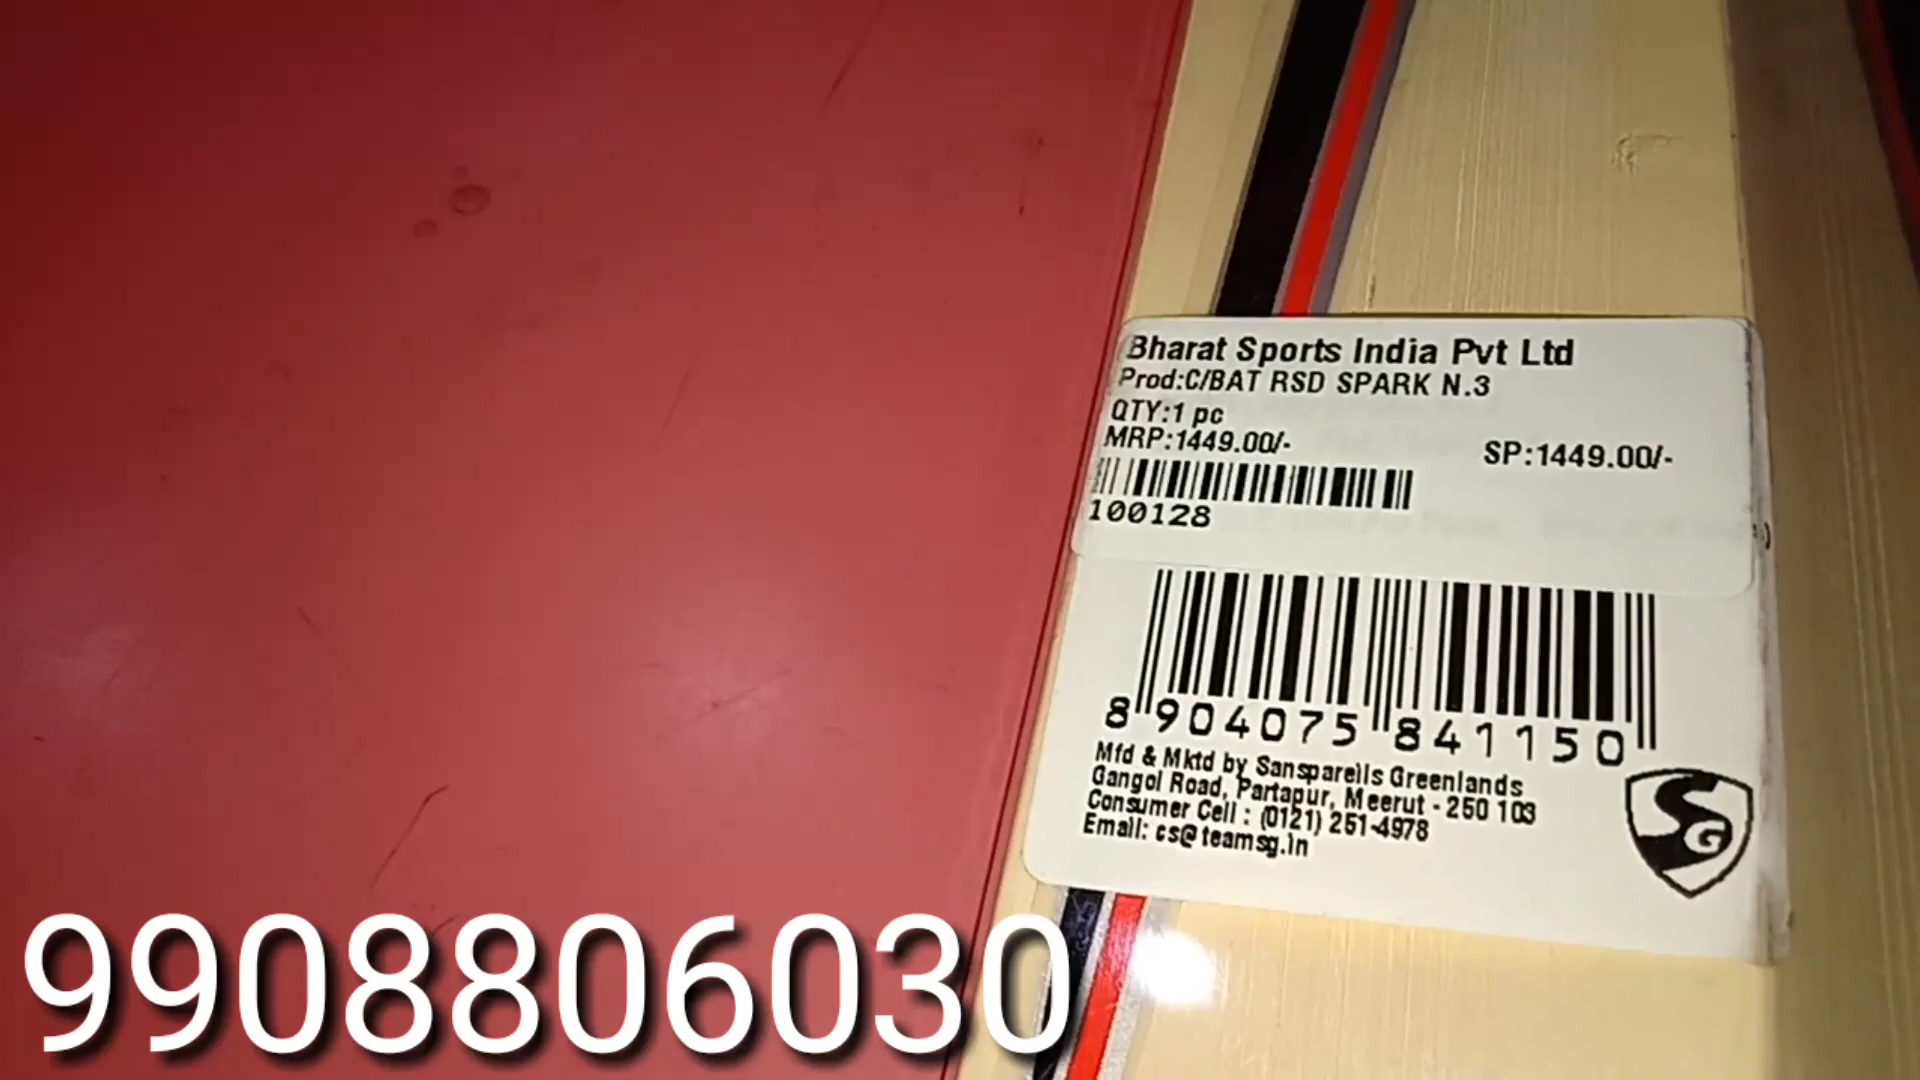 Bharat Sports India Pvt Ltd
Prod:C/BAT RSD SPARK N.3
QTY:1 pc
MRP:1449.00/- SP:1449.00/-
100128
8 904075 841150
Mfd & Mktd by Sanspareils Greenlands
Gangol Road, Partapur, Meerut - 250 103
Consumer Cell : (0121) 251-4978
Email: cs@teamsg.in
SG
9908806030